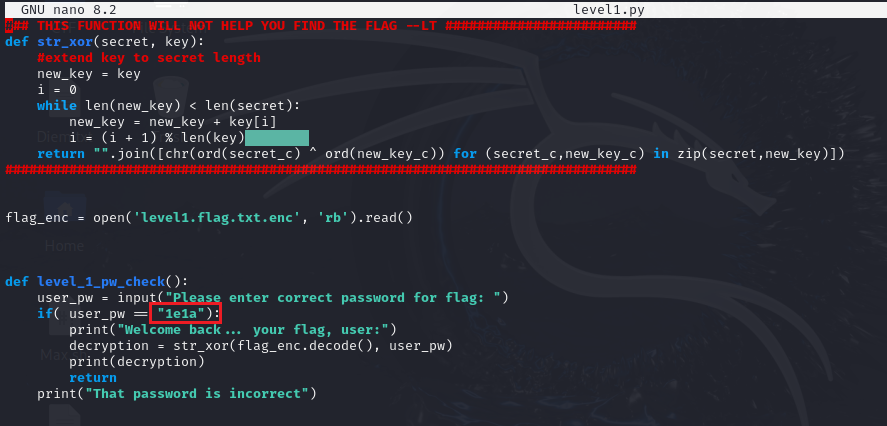 GNU nano 8.2 level1.py
### THIS FUNCTION WILL NOT HELP YOU FIND THE FLAG --LT ########################
def str_xor(secret, key):
    #extend key to secret length
    new_key = key
    i = 0
    while len(new_key) < len(secret):
        new_key = new_key + key[i]
        i = (i + 1) % len(key)
    return "".join([chr(ord(secret_c) ^ ord(new_key_c)) for (secret_c,new_key_c) in zip(secret,new_key)])
###############################################################################
flag_enc = open('level1.flag.txt.enc', 'rb').read()
Home
def level_1_pw_check():
    user_pw = input("Please enter correct password for flag: ")
    if( user_pw == "1e1a"):
        print("Welcome back... your flag, user:")
        decryption = str_xor(flag_enc.decode(), user_pw)
        print(decryption)
        return
    print("That password is incorrect")